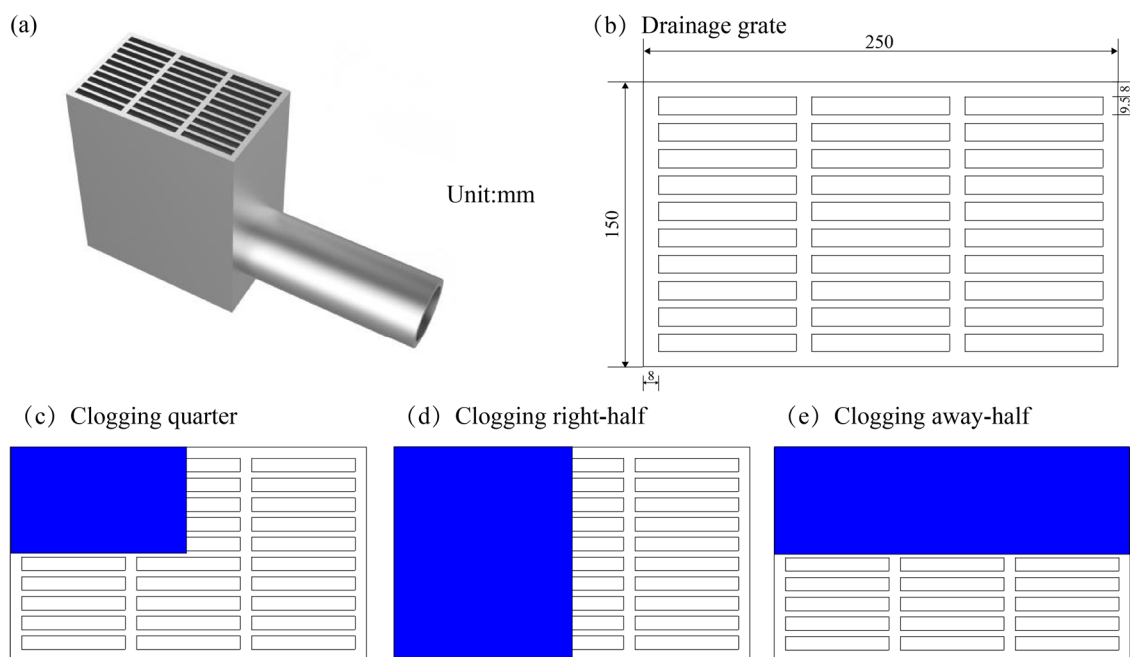 (a)
(b) Drainage grate
250
8
9.5
150
8
Unit:mm
(c) Clogging quarter
(d) Clogging right-half
(e) Clogging away-half